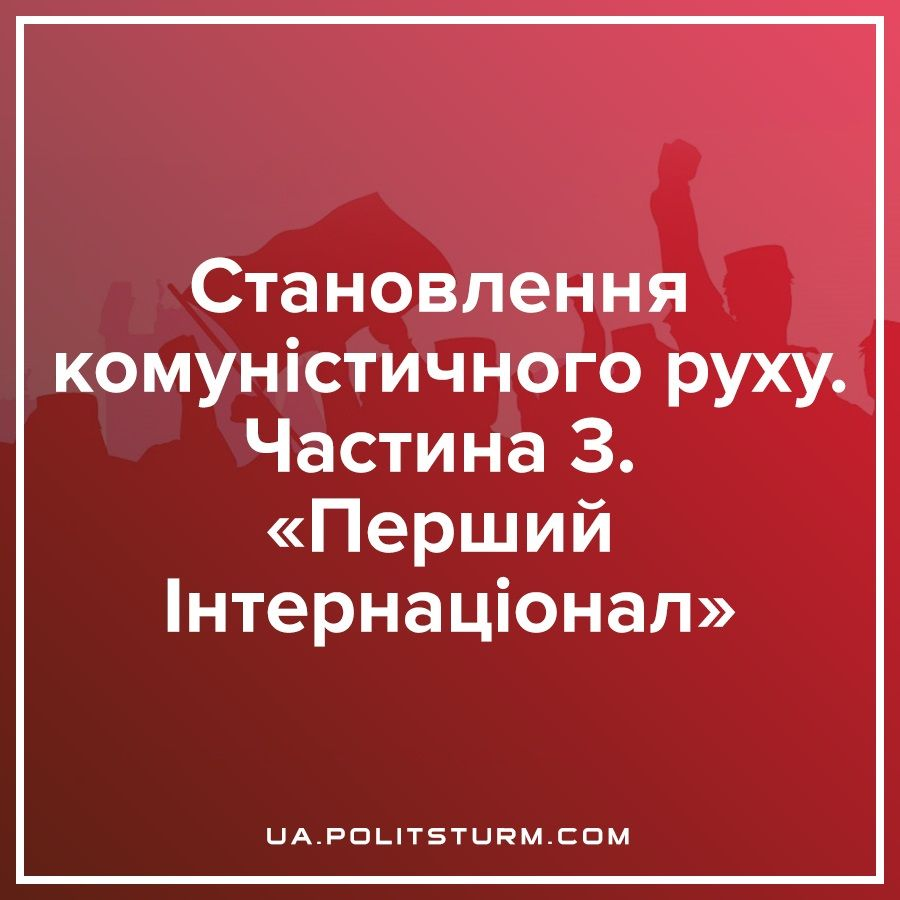 Становлення
комуністичного руху.
Частина 3.
«Перший
Інтернаціонал»
UA.POLITSTURM.COM